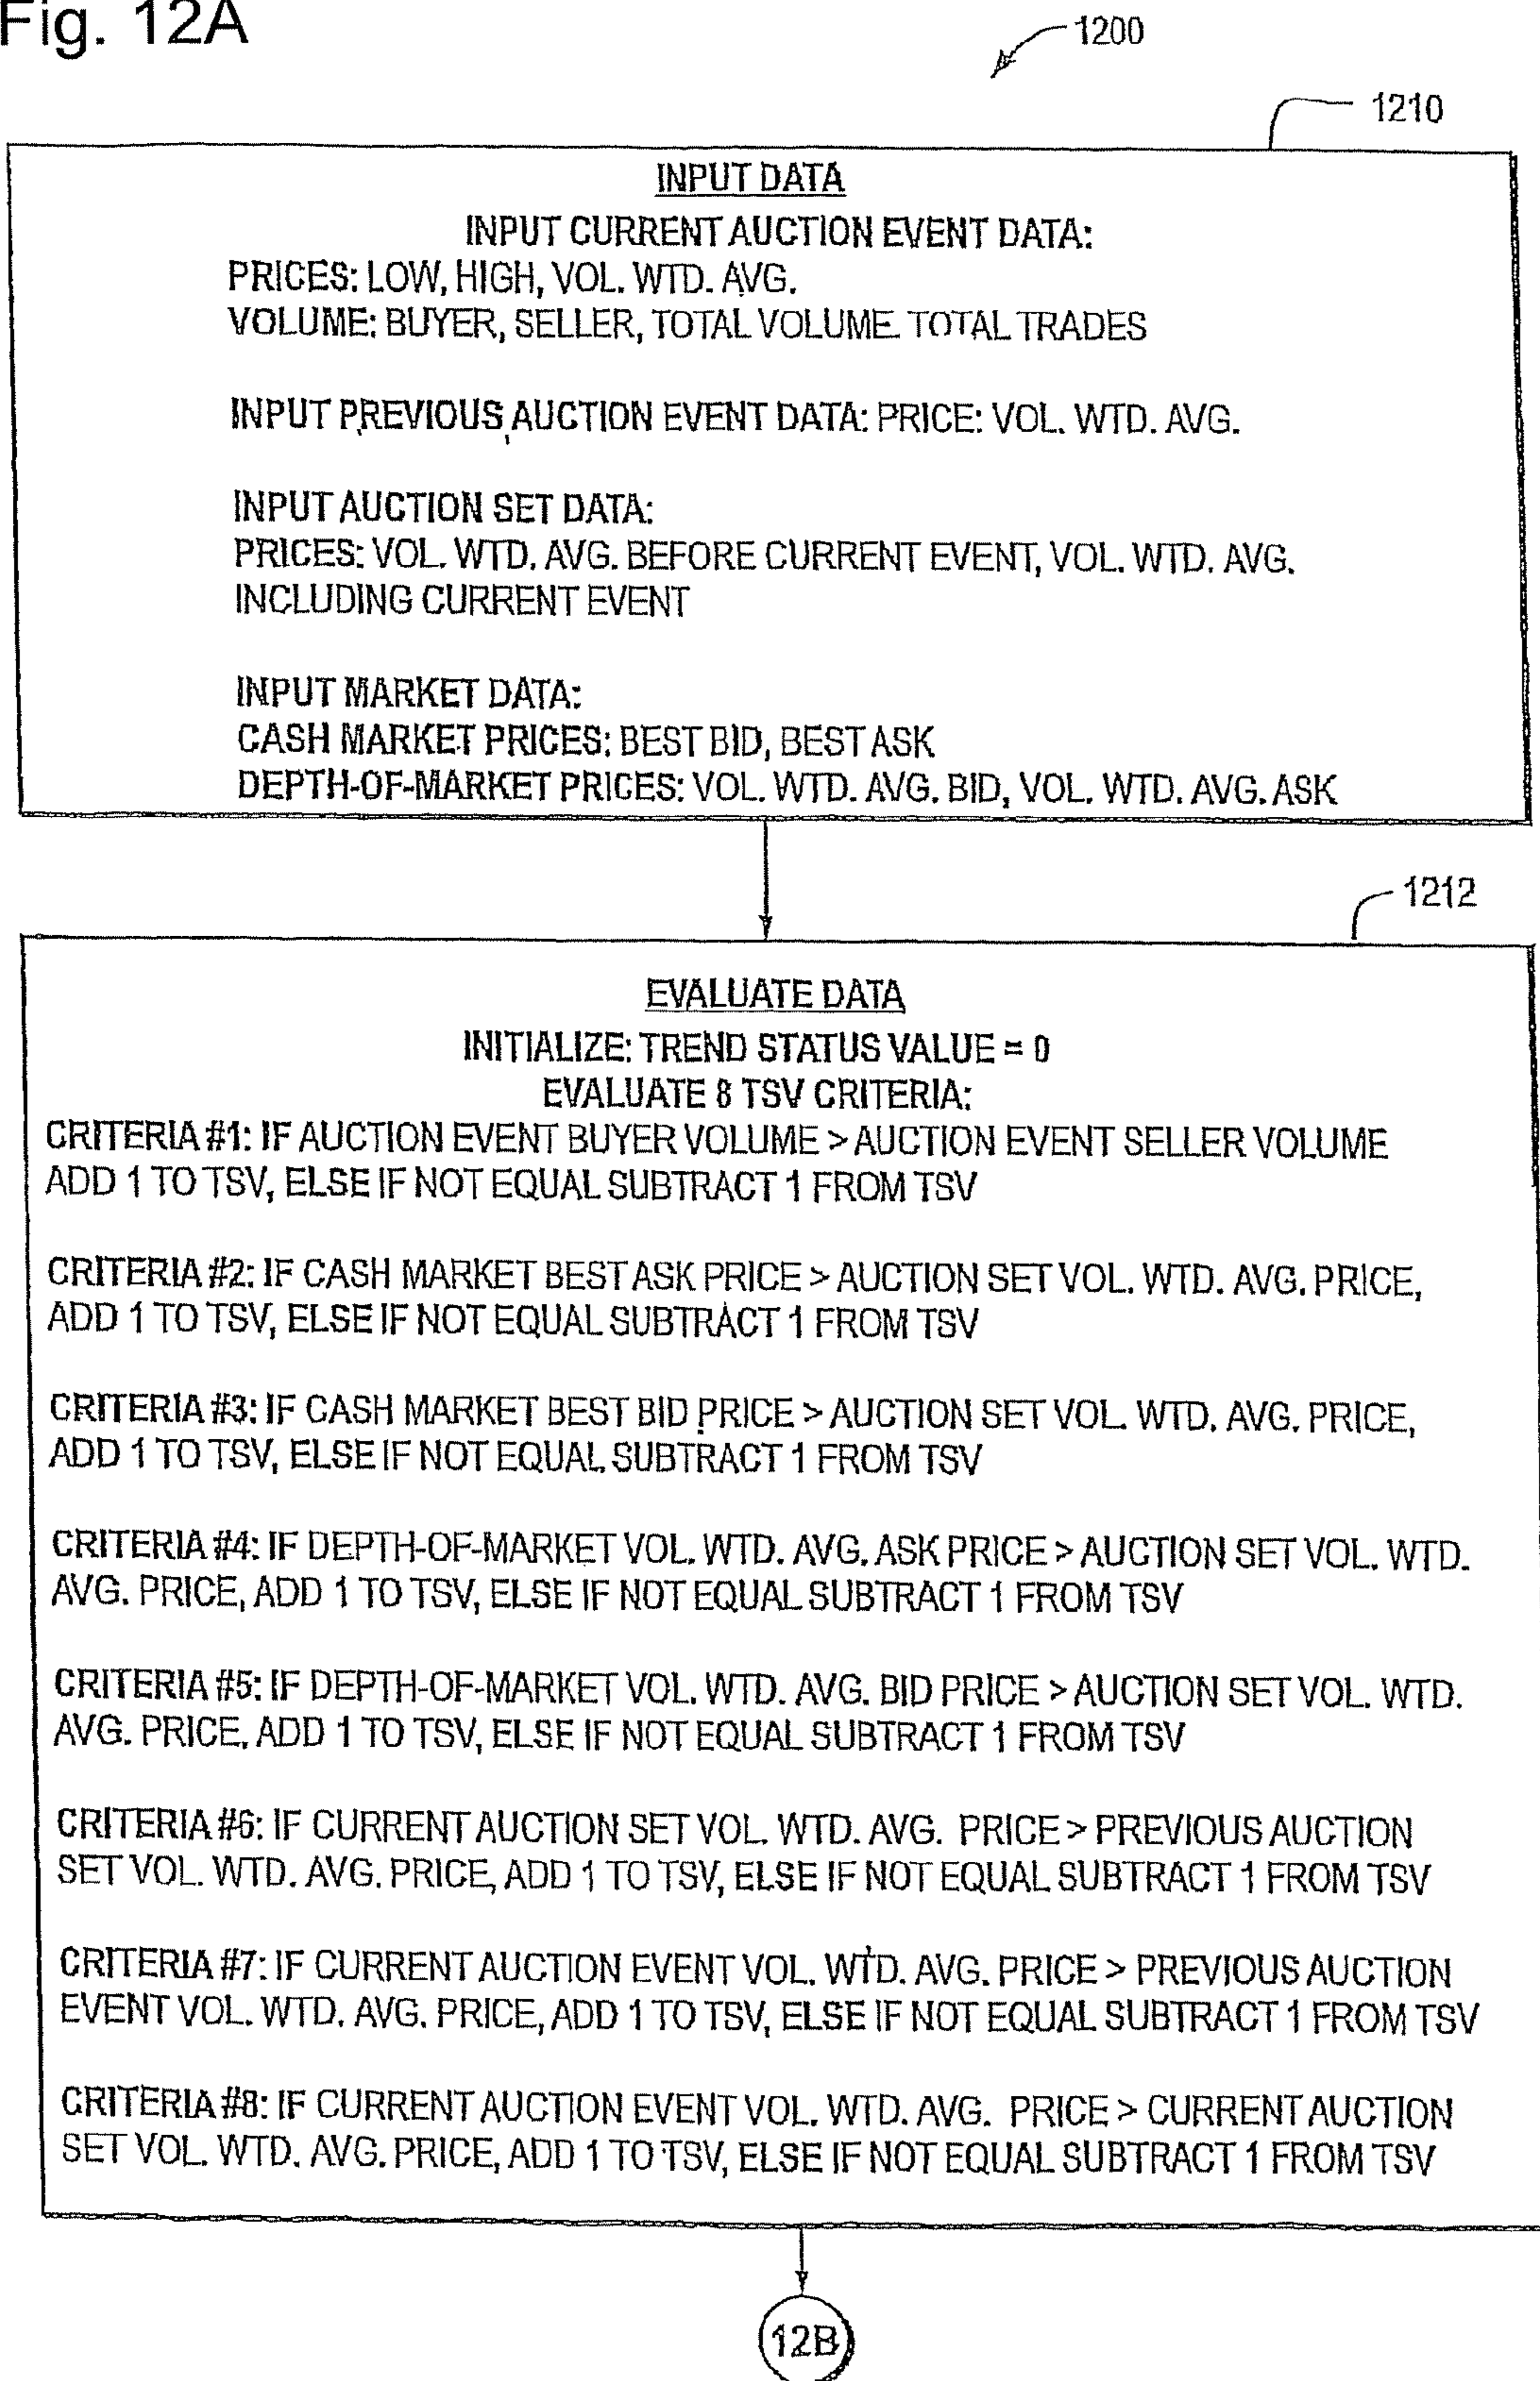 Fig. 12A
1200
1210
INPUT DATA
INPUT CURRENT AUCTION EVENT DATA:
PRICES: LOW, HIGH, VOL. WTD. AVG.
VOLUME: BUYER, SELLER, TOTAL VOLUME. TOTAL TRADES
INPUT PREVIOUS AUCTION EVENT DATA: PRICE: VOL. WTD. AVG.
INPUT AUCTION SET DATA:
PRICES: VOL. WTD. AVG. BEFORE CURRENT EVENT, VOL. WTD. AVG.
INCLUDING CURRENT EVENT
INPUT MARKET DATA:
CASH MARKET PRICES: BEST BID, BEST ASK
DEPTH-OF-MARKET PRICES: VOL. WTD. AVG. BID, VOL. WTD. AVG. ASK
1212
EVALUATE DATA
INITIALIZE: TREND STATUS VALUE = 0
EVALUATE 8 TSV CRITERIA:
CRITERIA #1: IF AUCTION EVENT BUYER VOLUME > AUCTION EVENT SELLER VOLUME
ADD 1 TO TSV, ELSE IF NOT EQUAL SUBTRACT 1 FROM TSV
CRITERIA #2: IF CASH MARKET BEST ASK PRICE > AUCTION SET VOL. WTD. AVG. PRICE,
ADD 1 TO TSV, ELSE IF NOT EQUAL SUBTRACT 1 FROM TSV
CRITERIA #3: IF CASH MARKET BEST BID PRICE > AUCTION SET VOL. WTD. AVG. PRICE,
ADD 1 TO TSV, ELSE IF NOT EQUAL SUBTRACT 1 FROM TSV
CRITERIA #4: IF DEPTH-OF-MARKET VOL. WTD. AVG. ASK PRICE > AUCTION SET VOL. WTD.
AVG. PRICE, ADD 1 TO TSV, ELSE IF NOT EQUAL SUBTRACT 1 FROM TSV
CRITERIA #5: IF DEPTH-OF-MARKET VOL. WTD. AVG. BID PRICE > AUCTION SET VOL. WTD.
AVG. PRICE, ADD 1 TO TSV, ELSE IF NOT EQUAL SUBTRACT 1 FROM TSV
CRITERIA #6: IF CURRENT AUCTION SET VOL. WTD. AVG. PRICE > PREVIOUS AUCTION
SET VOL. WTD. AVG. PRICE, ADD 1 TO TSV, ELSE IF NOT EQUAL SUBTRACT 1 FROM TSV
CRITERIA #7: IF CURRENT AUCTION EVENT VOL. WTD. AVG. PRICE > PREVIOUS AUCTION
EVENT VOL. WTD. AVG. PRICE, ADD 1 TO TSV, ELSE IF NOT EQUAL SUBTRACT 1 FROM TSV
CRITERIA #8: IF CURRENT AUCTION EVENT VOL. WTD. AVG. PRICE > CURRENT AUCTION
SET VOL. WTD. AVG. PRICE, ADD 1 TO TSV, ELSE IF NOT EQUAL SUBTRACT 1 FROM TSV
12B